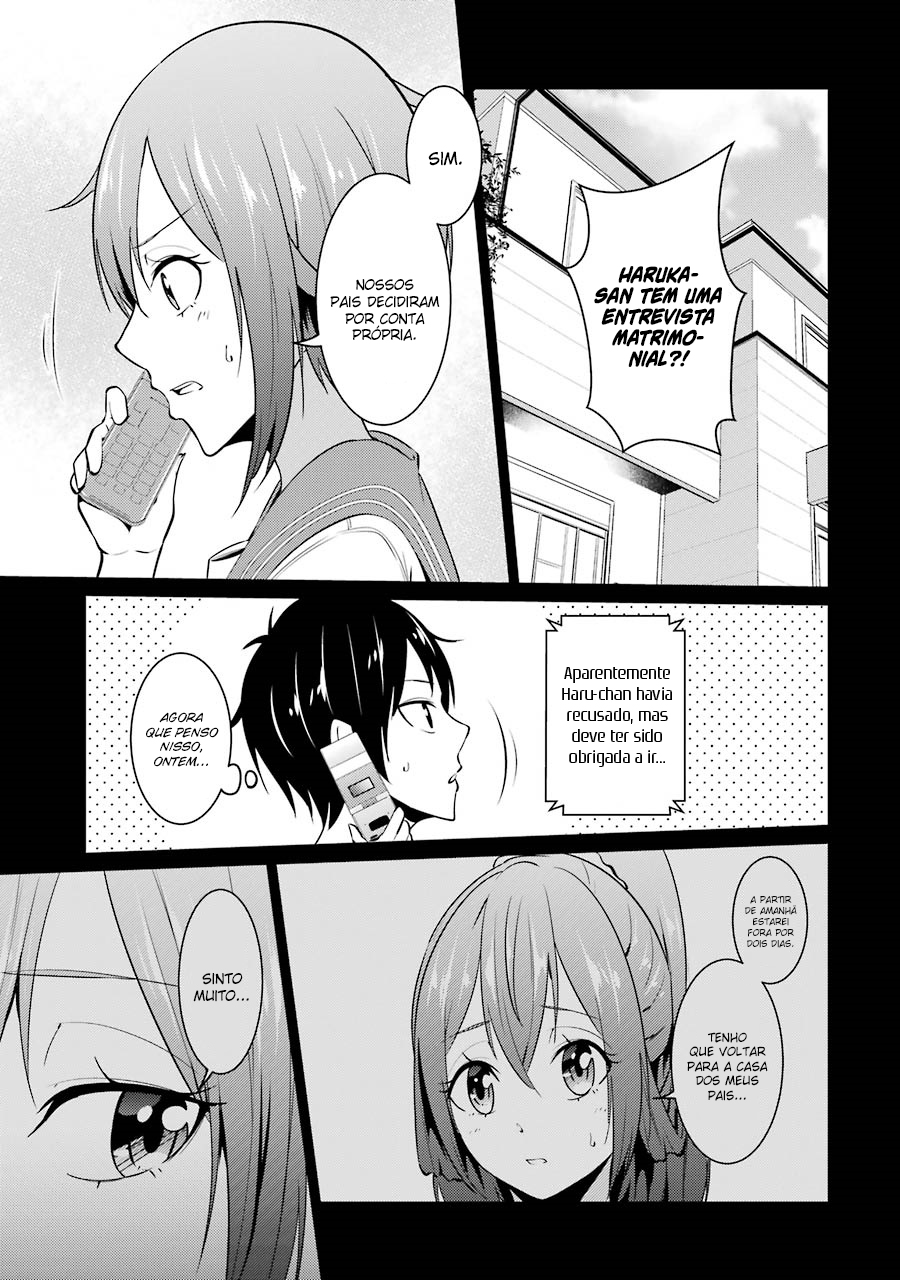 HARUKA-
SAN TEM UMA
ENTREVISTA
MATRIMO-
NIAL?!
SIM.
NOSSOS
PAIS DECIDIRAM
POR CONTA
PRÓPRIA.
Aparentemente
Haru-chan havia
recusado, mas
deve ter sido
obrigada a ir...
AGORA
QUE PENSO
NISSO,
ONTEM...
A PARTIR
DE AMANHÃ
ESTAREI
FORA POR
DOIS DIAS.
TENHO
QUE VOLTAR
PARA A CASA
DOS MEUS
PAIS...
SINTO
MUITO...